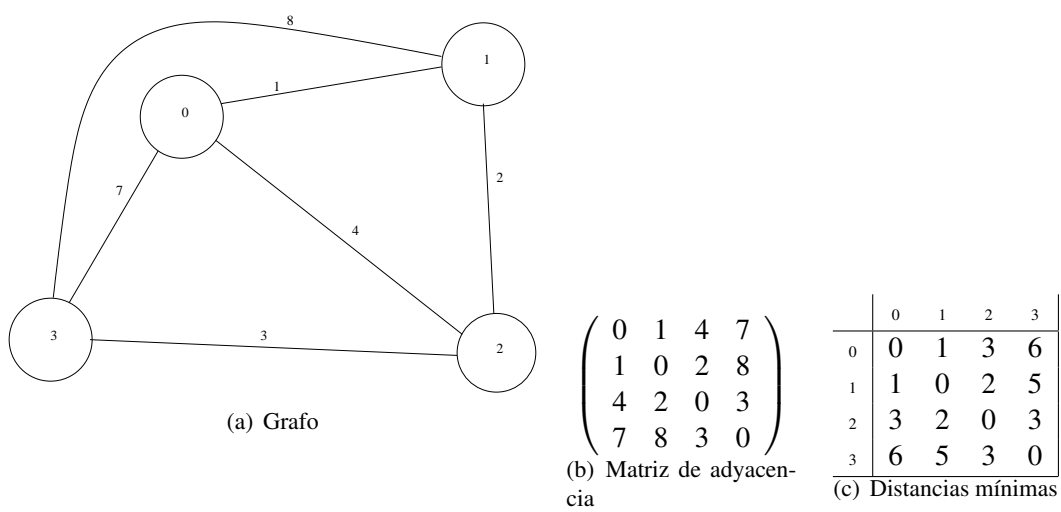 8
1
1
0
2
7
4
3
3
2
(a) Grafo
0 1 4 7
1 0 2 8
4 2 0 3
7 8 3 0
(b) Matriz de adyacen-
cia
0 1 2 3
0 0 1 3 6
1 1 0 2 5
2 3 2 0 3
3 6 5 3 0
(c) Distancias mínimas